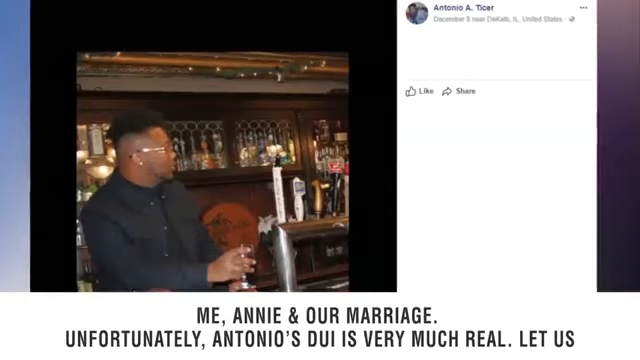 Antonio A. Ticer
December 8 near DeKalb, IL, United States
Like Share
ME, ANNIE & OUR MARRIAGE.
UNFORTUNATELY, ANTONIO'S DUI IS VERY MUCH REAL. LET US